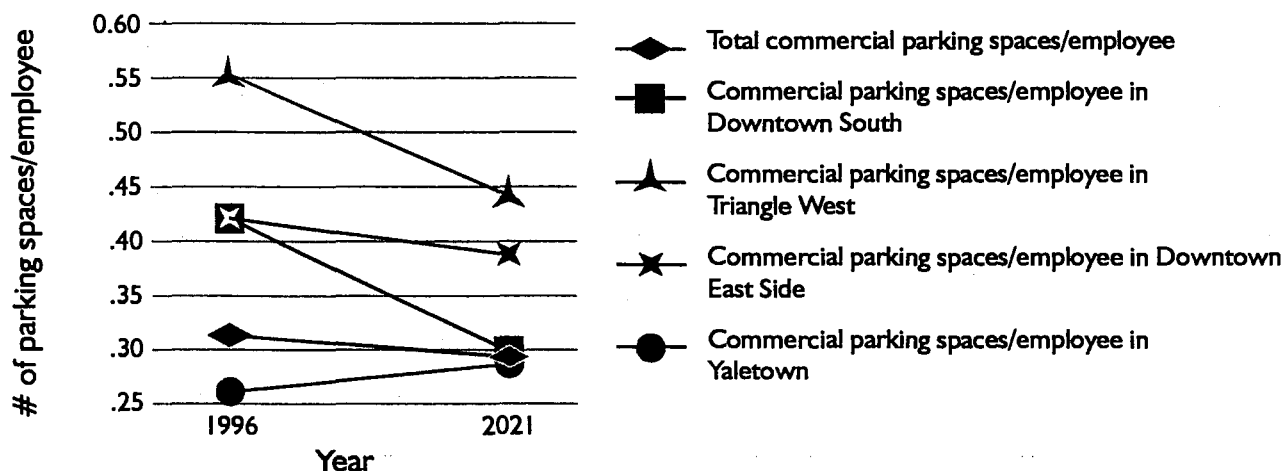 # of parking spaces/employee
0.60
.55
.50
.45
.40
.35
.30
.25
1996
2021
Year
Total commercial parking spaces/employee
Commercial parking spaces/employee in
Downtown South
Commercial parking spaces/employee in
Triangle West
Commercial parking spaces/employee in Downtown
East Side
Commercial parking spaces/employee in
Yaletown